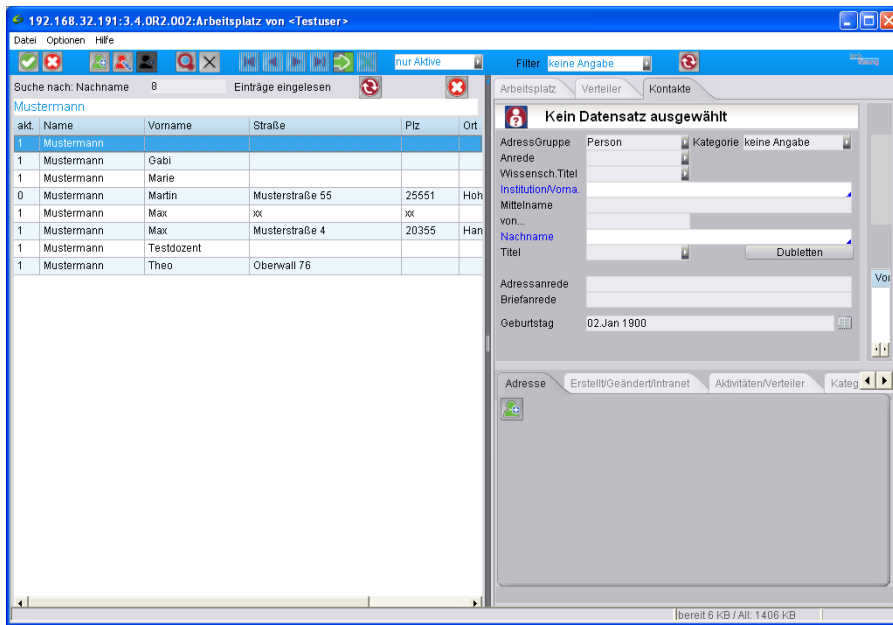 192.168.32.191:3.4.0R2.002:Arbeitsplatz von <Testuser>
Datei Optionen Hilfe
nur Aktive Filter keine Angabe
Suche nach: Nachname 8 Einträge eingelesen
Mustermann
akt. Name Vorname Straße Plz Ort
1 Mustermann
1 Mustermann Gabi
1 Mustermann Marie
0 Mustermann Martin Musterstraße 55 25551 Hoh
1 Mustermann Max xx xx
1 Mustermann Max Musterstraße 4 20355 Han
1 Mustermann Testdozent
1 Mustermann Theo Oberwall 76
Arbeitsplatz Verteiler Kontakte
Kein Datensatz ausgewählt
AdressGruppe Person Kategorie keine Angabe
Anrede
Wissensch.Titel
Institution/Vorna.
Mittelname
von...
Nachname
Titel Dubletten
Adressanrede
Briefanrede
Geburtstag 02.Jan 1900
Vor
Adresse Erstellt/Geändert/Intranet Aktivitäten/Verteiler Kateg
bereit 6 KB / All: 1406 KB